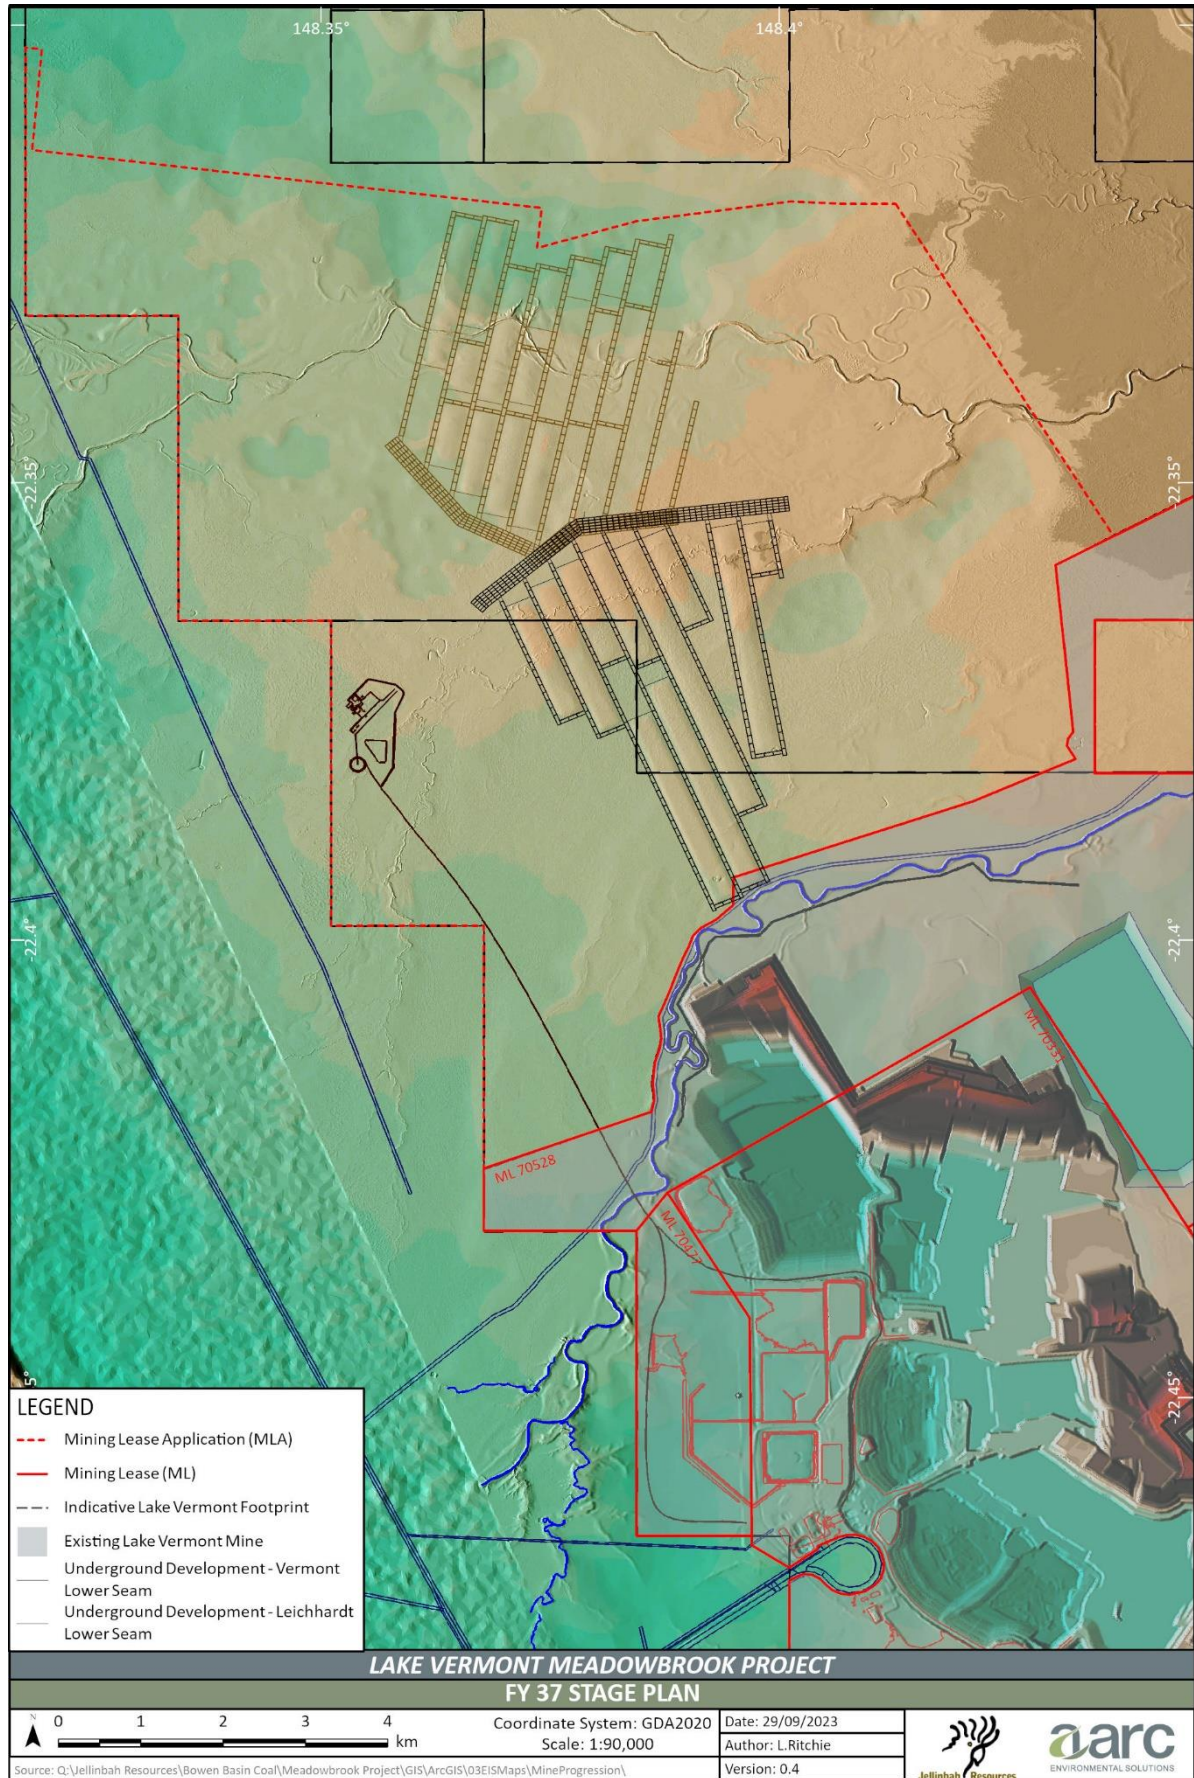 148.35°
148.4°
-22.35°
-22.35°
-22.4°
-22.4°
ML 70331
ML 70528
ML 70477
5°
-22.45°
LEGEND
Mining Lease Application (MLA)
Mining Lease (ML)
Indicative Lake Vermont Footprint
Existing Lake Vermont Mine
Underground Development - Vermont
Lower Seam
Underground Development - Leichhardt
Lower Seam
LAKE VERMONT MEADOWBROOK PROJECT
FY 37 STAGE PLAN
N
0 1 2 3 4
km
Coordinate System: GDA2020
Scale: 1:90,000
Date: 29/09/2023
Author: L.Ritchie
Version: 0.4
Source: Q:\Jellinbah Resources\Bowen Basin Coal\Meadowbrook Project\GIS\ArcGIS\03EISMaps\MineProgression\
Jellinbah Resources
aarc
ENVIRONMENTAL SOLUTIONS